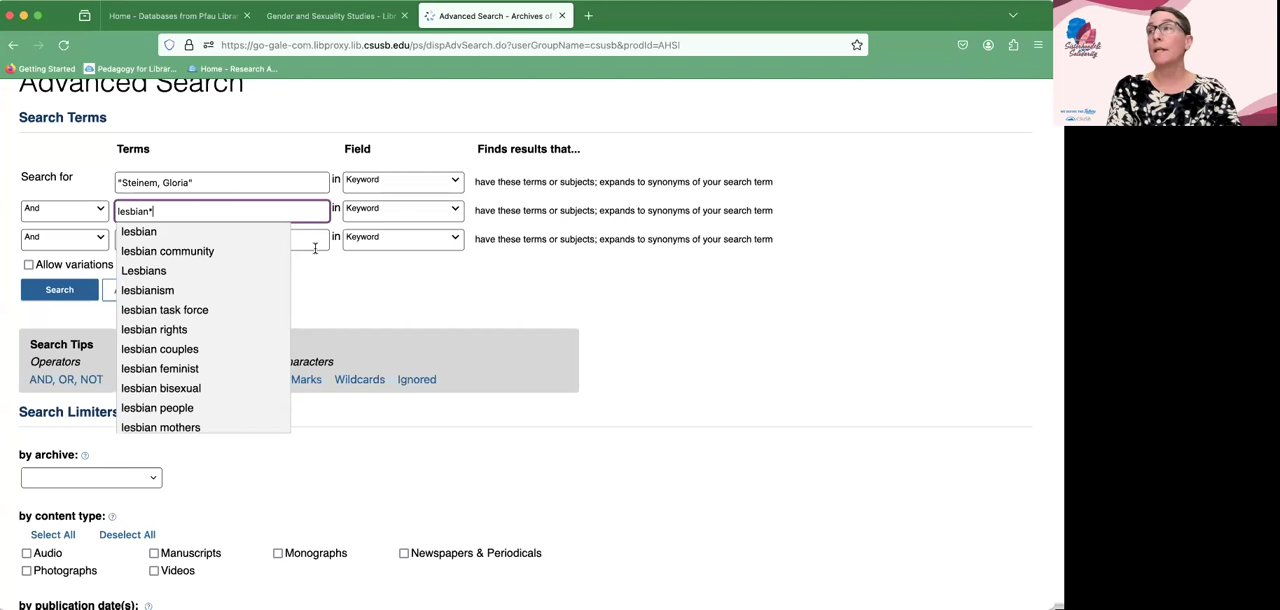 Home - Databases from Pfau Librar
Gender and Sexuality Studies - Libr
Advanced Search - Archives of
https://go-gale-com.libproxy.lib.csusb.edu/ps/dispAdvSearch.do?userGroupName=csusb&prodId=AHSI
Getting Started
Pedagogy for Librar...
Home - Research A...
Advanced Search
Sisterhood &
Solidarity
Search Terms
Terms Field Finds results that...
Search for "Steinem, Gloria" in Keyword have these terms or subjects; expands to synonyms of your search term
And lesbian* in Keyword have these terms or subjects; expands to synonyms of your search term
And in Keyword have these terms or subjects; expands to synonyms of your search term
lesbian
lesbian community
Lesbians
lesbianism
lesbian task force
lesbian rights
lesbian couples
lesbian feminist
lesbian bisexual
lesbian people
lesbian mothers
Allow variations
Search
Search Tips
Operators
AND, OR, NOT
aracters
Marks Wildcards Ignored
Search Limiters
by archive:
by content type:
Select All Deselect All
Audio Manuscripts Monographs Newspapers & Periodicals
Photographs Videos
by publication date(s):